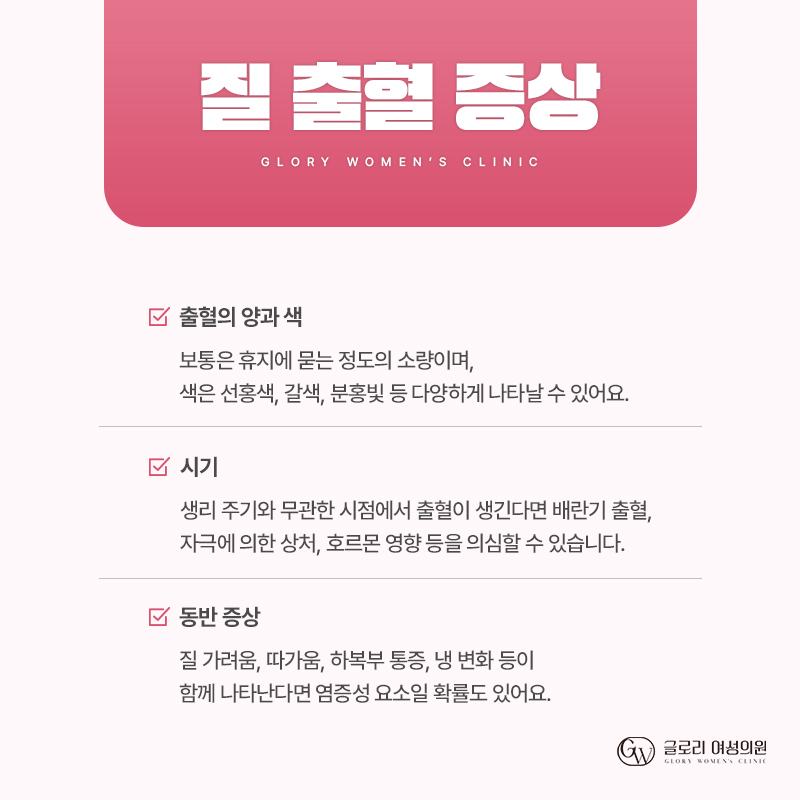 질 출혈 증상
GLORY WOMEN'S CLINIC
출혈의 양과 색
보통은 휴지에 묻는 정도의 소량이며,
색은 선홍색, 갈색, 분홍빛 등 다양하게 나타날 수 있어요.
시기
생리 주기와 무관한 시점에서 출혈이 생긴다면 배란기 출혈,
자극에 의한 상처, 호르몬 영향 등을 의심할 수 있습니다.
동반 증상
질 가려움, 따가움, 하복부 통증, 냉 변화 등이
함께 나타난다면 염증성 요소일 확률도 있어요.
GW 글로리 여성의원
GLORY WOMEN's CLINIC